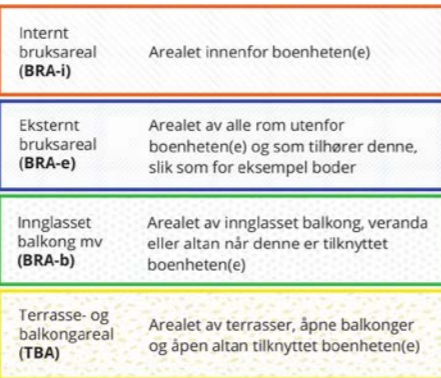 Internt
bruksareal
(BRA-i)
Arealet innenfor boenheten(e)
Eksternt
bruksareal
(BRA-e)
Arealet av alle rom utenfor
boenheten(e) og som tilhører denne,
slik som for eksempel boder
Innglasset
balkong mv
(BRA-b)
Arealet av innglasset balkong, veranda
eller altan når denne er tilknyttet
boenheten(e)
Terrasse- og
balkongareal
(TBA)
Arealet av terrasser, åpne balkonger
og åpen altan tilknyttet boenheten(e)